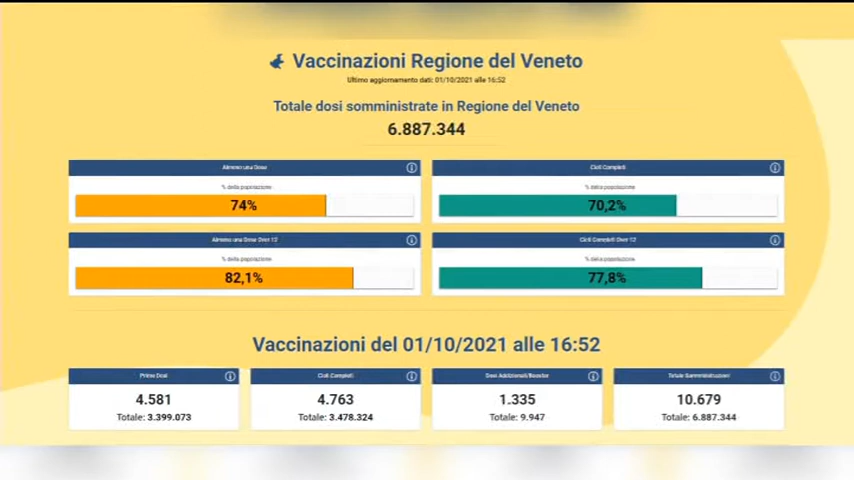 Vaccinazioni Regione del Veneto
Ultimo aggiornamento dati: 01/10/2021 alle 16:52
Totale dosi somministrate in Regione del Veneto
6.887.344
Almeno una Dose
% della popolazione
74%
Cicli Completi
% della popolazione
70,2%
Almeno una Dose Over 12
% della popolazione
82,1%
Cicli Completi Over 12
% della popolazione
77,8%
Vaccinazioni del 01/10/2021 alle 16:52
Prime Dosi
4.581
Totale: 3.399.073
Cicli Completi
4.763
Totale: 3.478.324
Dosi Addizionali/Booster
1.335
Totale: 9.947
Totale Somministrazioni
10.679
Totale: 6.887.344